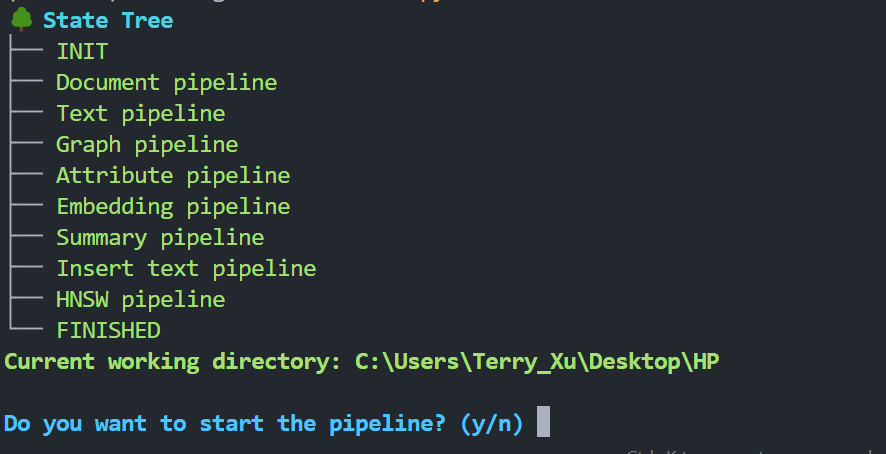 State Tree
INIT
Document pipeline
Text pipeline
Graph pipeline
Attribute pipeline
Embedding pipeline
Summary pipeline
Insert text pipeline
HNSW pipeline
FINISHED
Current working directory: C:\Users\Terry_Xu\Desktop\HP
Do you want to start the pipeline? (y/n)